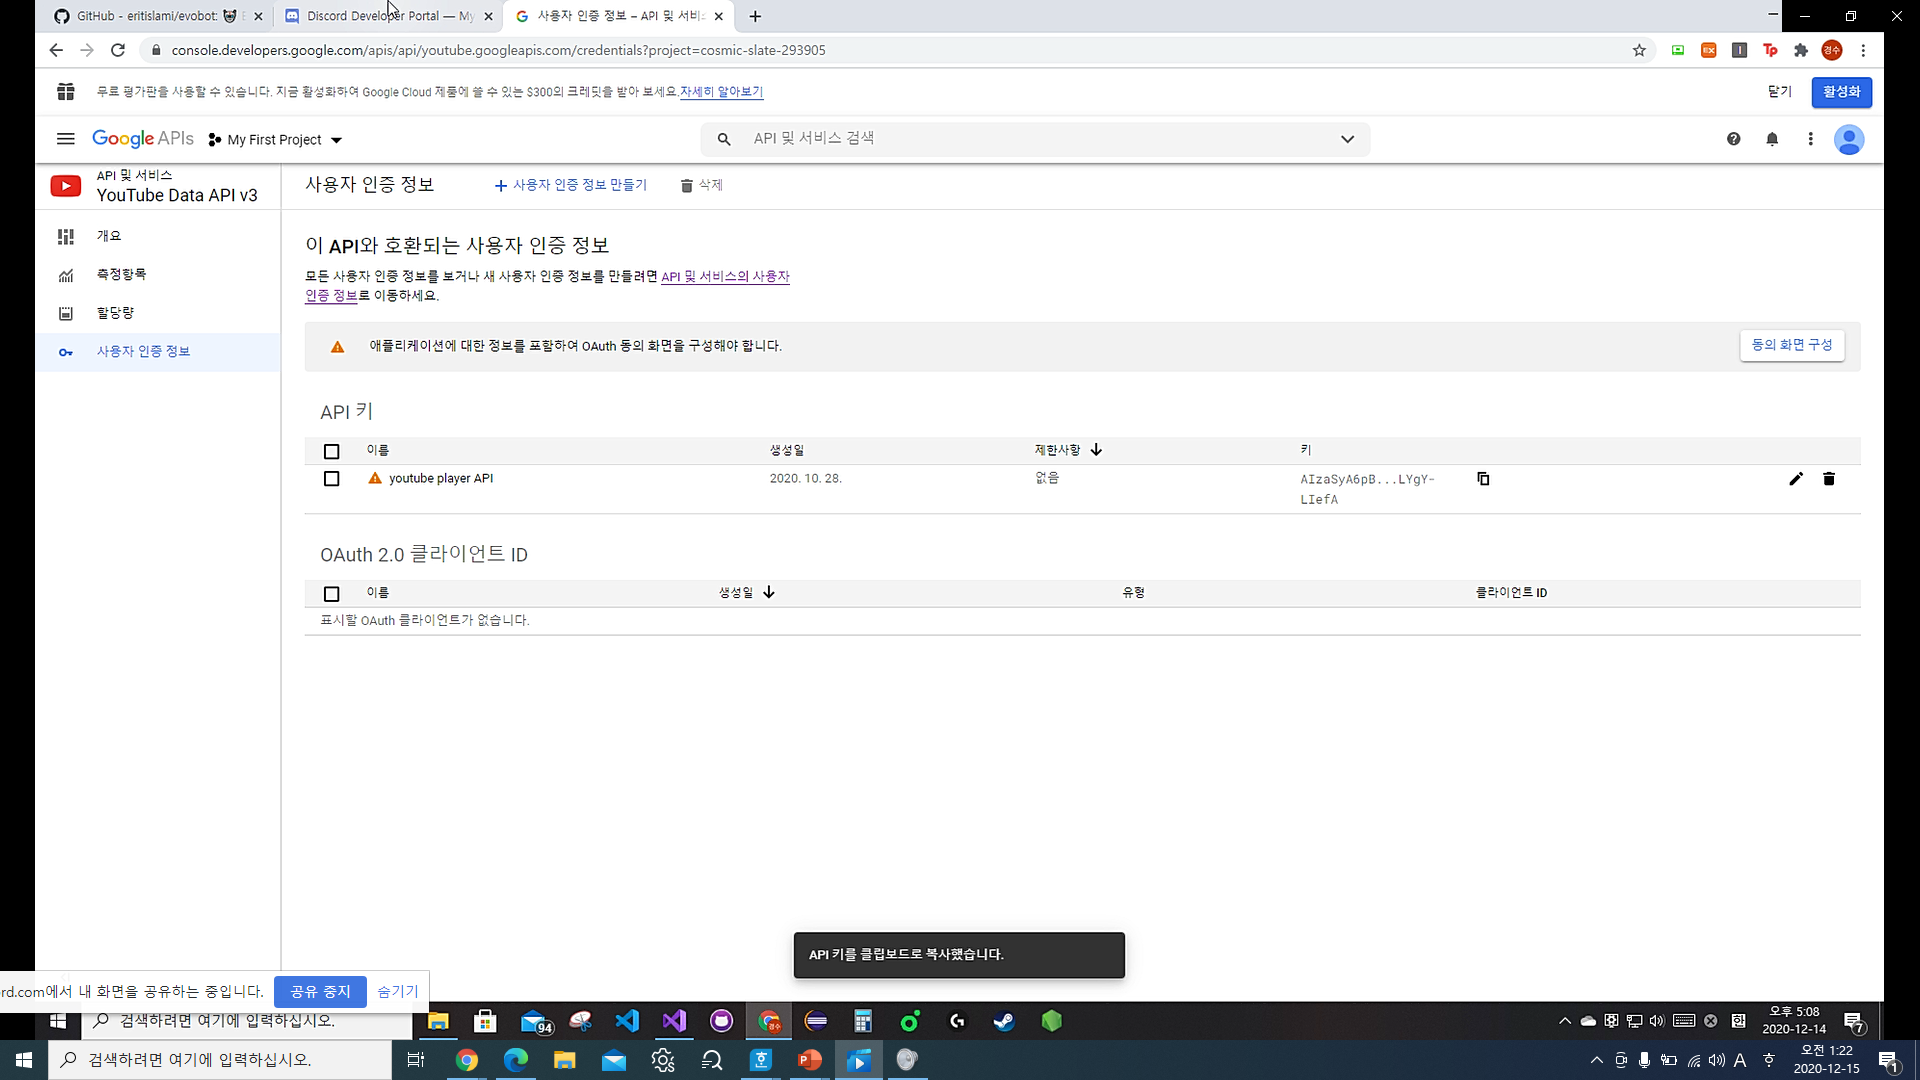 GitHub - eritislami/evobot:
Discord Developer Portal — My
사용자 인증 정보 – API 및 서비
console.developers.google.com/apis/api/youtube.googleapis.com/credentials?project=cosmic-slate-293905
EX
I
Tp
경수
무료 평가판을 사용할 수 있습니다. 지금 활성화하여 Google Cloud 제품에 쓸 수 있는 $300의 크레딧을 받아 보세요. 자세히 알아보기
닫기
활성화
Google APIs
My First Project
API 및 서비스 검색
API 및 서비스
YouTube Data API v3
사용자 인증 정보
사용자 인증 정보 만들기
삭제
개요
측정항목
할당량
사용자 인증 정보
이 API와 호환되는 사용자 인증 정보
모든 사용자 인증 정보를 보거나 새 사용자 인증 정보를 만들려면 API 및 서비스의 사용자
인증 정보로 이동하세요.
애플리케이션에 대한 정보를 포함하여 OAuth 동의 화면을 구성해야 합니다.
동의 화면 구성
API 키
이름 생성일 제한사항 키
youtube player API 2020. 10. 28. 없음 AIzaSyA6pB...LYgY-
LIefA
OAuth 2.0 클라이언트 ID
이름 생성일 유형 클라이언트 ID
표시할 OAuth 클라이언트가 없습니다.
API 키를 클립보드로 복사했습니다.
rd.com에서 내 화면을 공유하는 중입니다.
공유 중지
숨기기
검색하려면 여기에 입력하십시오.
94
경수
오후 5:08
2020-12-14
7
검색하려면 여기에 입력하십시오.
A
오전 1:22
2020-12-15
1